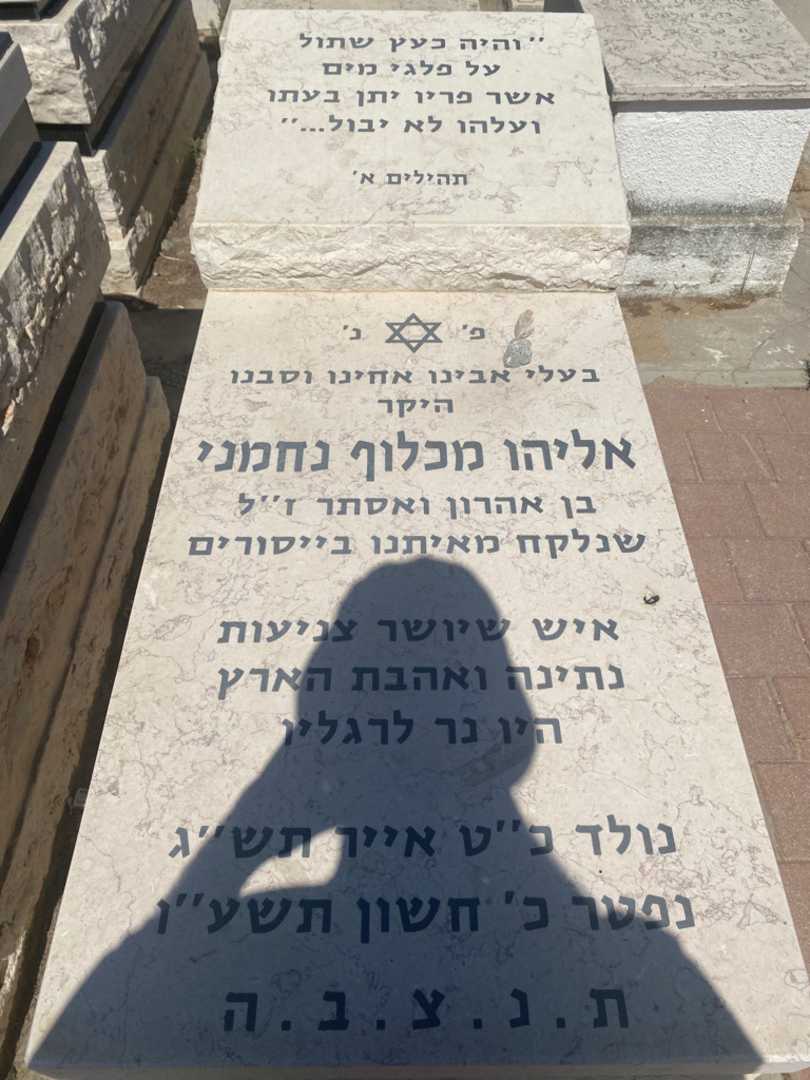 "והיה כעץ שתול
על פלגי מים
אשר פריו יתן בעתו
ועלהו לא יבול..."
תהילים א'
פ' נ'
בעלי אבינו אחינו וסבנו
היקר
אליהו מכלוף נחמני
בן אהרון ואסתר ז''ל
שנלקח מאיתנו בייסורים
איש שיושר צניעות
נתינה ואהבת הארץ
היו נר לרגליו
נולד כ''ט אייר תש''ג
נפטר כ' חשון תשע''ו
ת.נ.צ.ב.ה